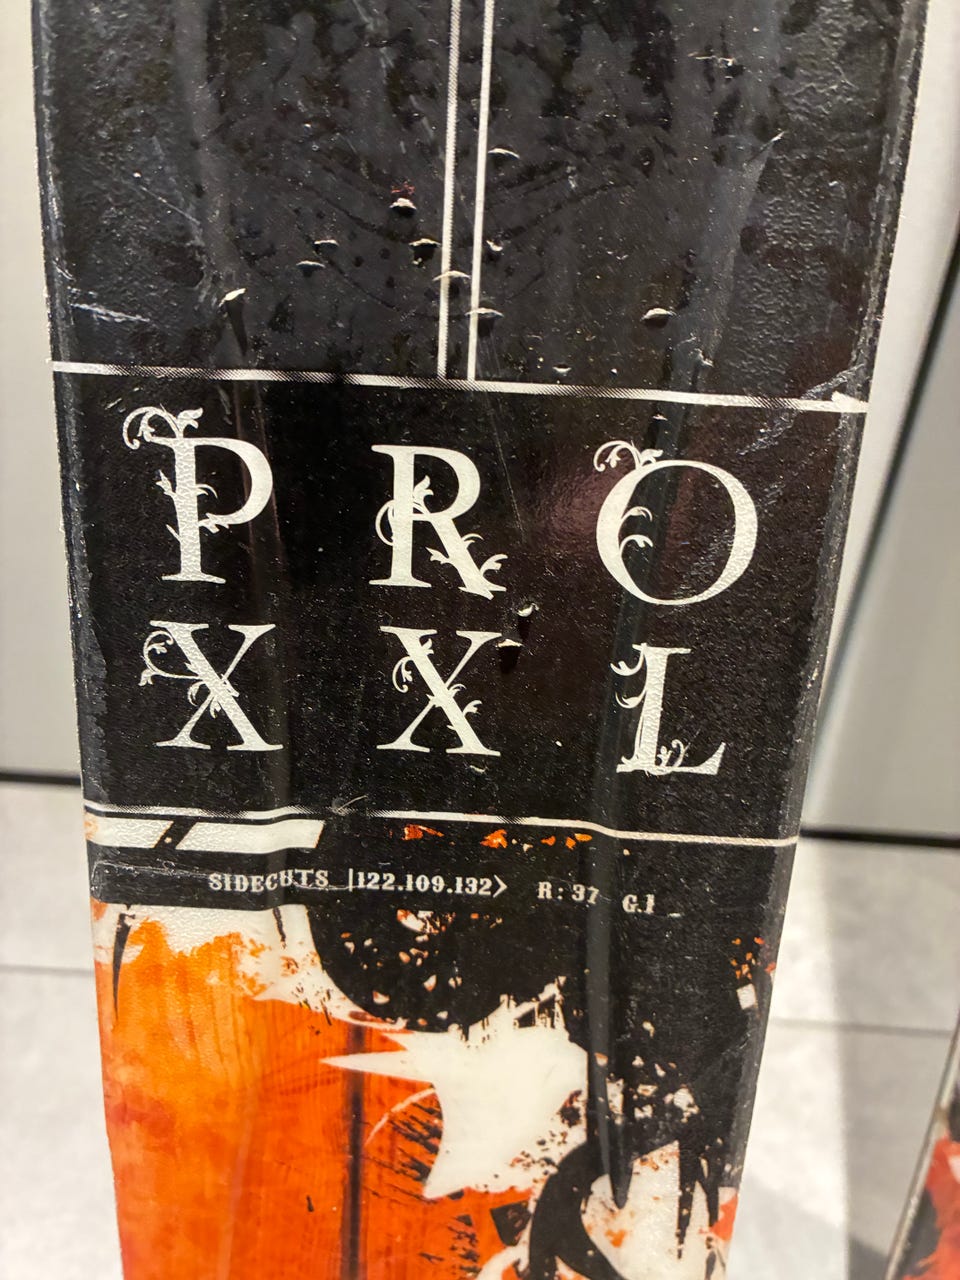 PRO
XXL
SIDECUTS |122.109.132> R: 37 G.1